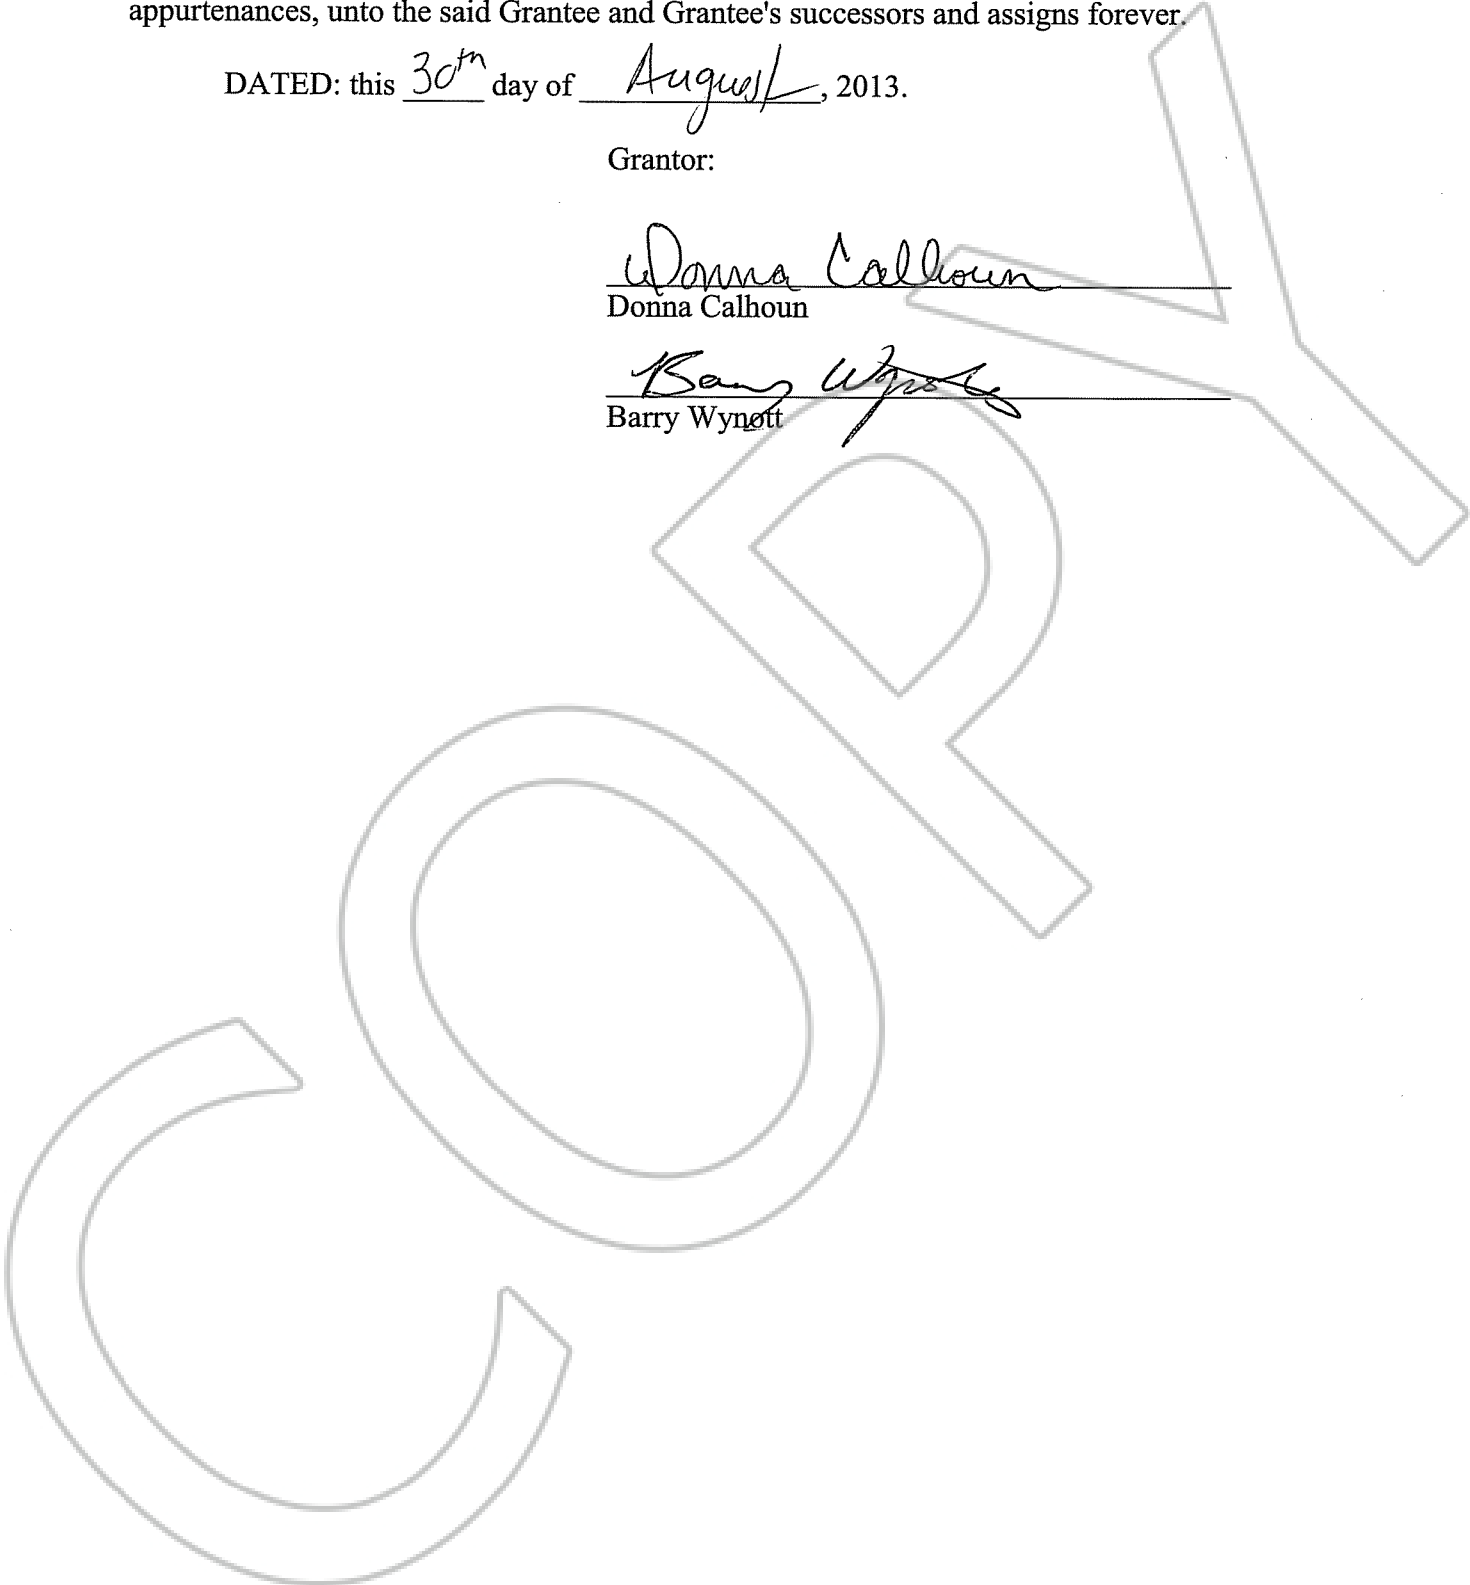 appurtenances, unto the said Grantee and Grantee's successors and assigns forever.
DATED: this 30th day of August, 2013.
Grantor:
Donna Calhoun
Donna Calhoun
Barry Wynott
Barry Wynott
COPY